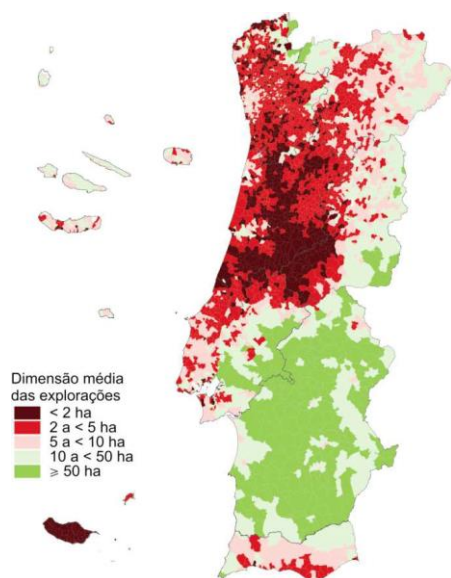 Dimensão média
das explorações
< 2 ha
2 a < 5 ha
5 a < 10 ha
10 a < 50 ha
≥ 50 ha